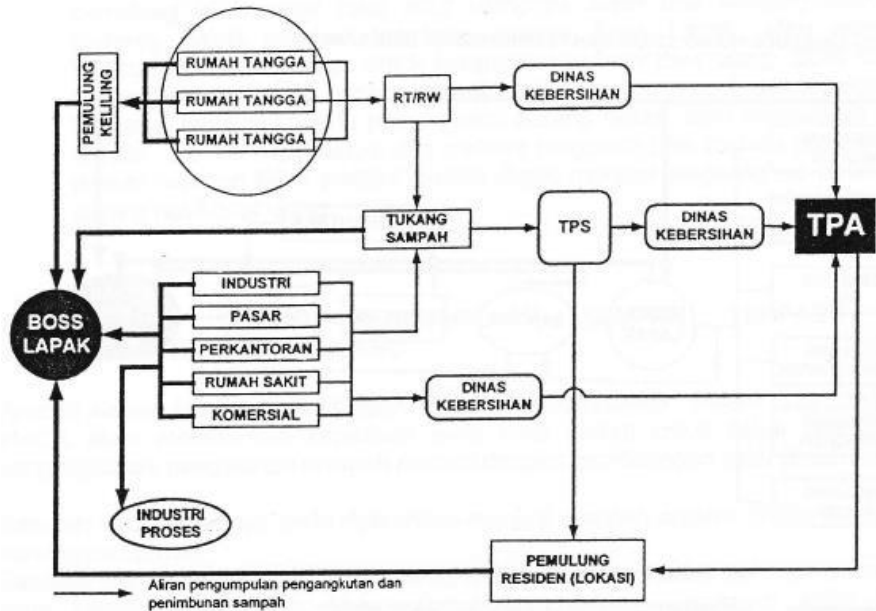 PEMULUNG
KELILING
RUMAH TANGGA
RUMAH TANGGA
RUMAH TANGGA
RT/RW
DINAS
KEBERSIHAN
TUKANG
SAMPAH
TPS
DINAS
KEBERSIHAN
TPA
BOSS
LAPAK
INDUSTRI
PASAR
PERKANTORAN
RUMAH SAKIT
KOMERSIAL
DINAS
KEBERSIHAN
INDUSTRI
PROSES
PEMULUNG
RESIDEN (LOKASI)
Aliran pengumpulan pengangkutan dan
penimbunan sampah